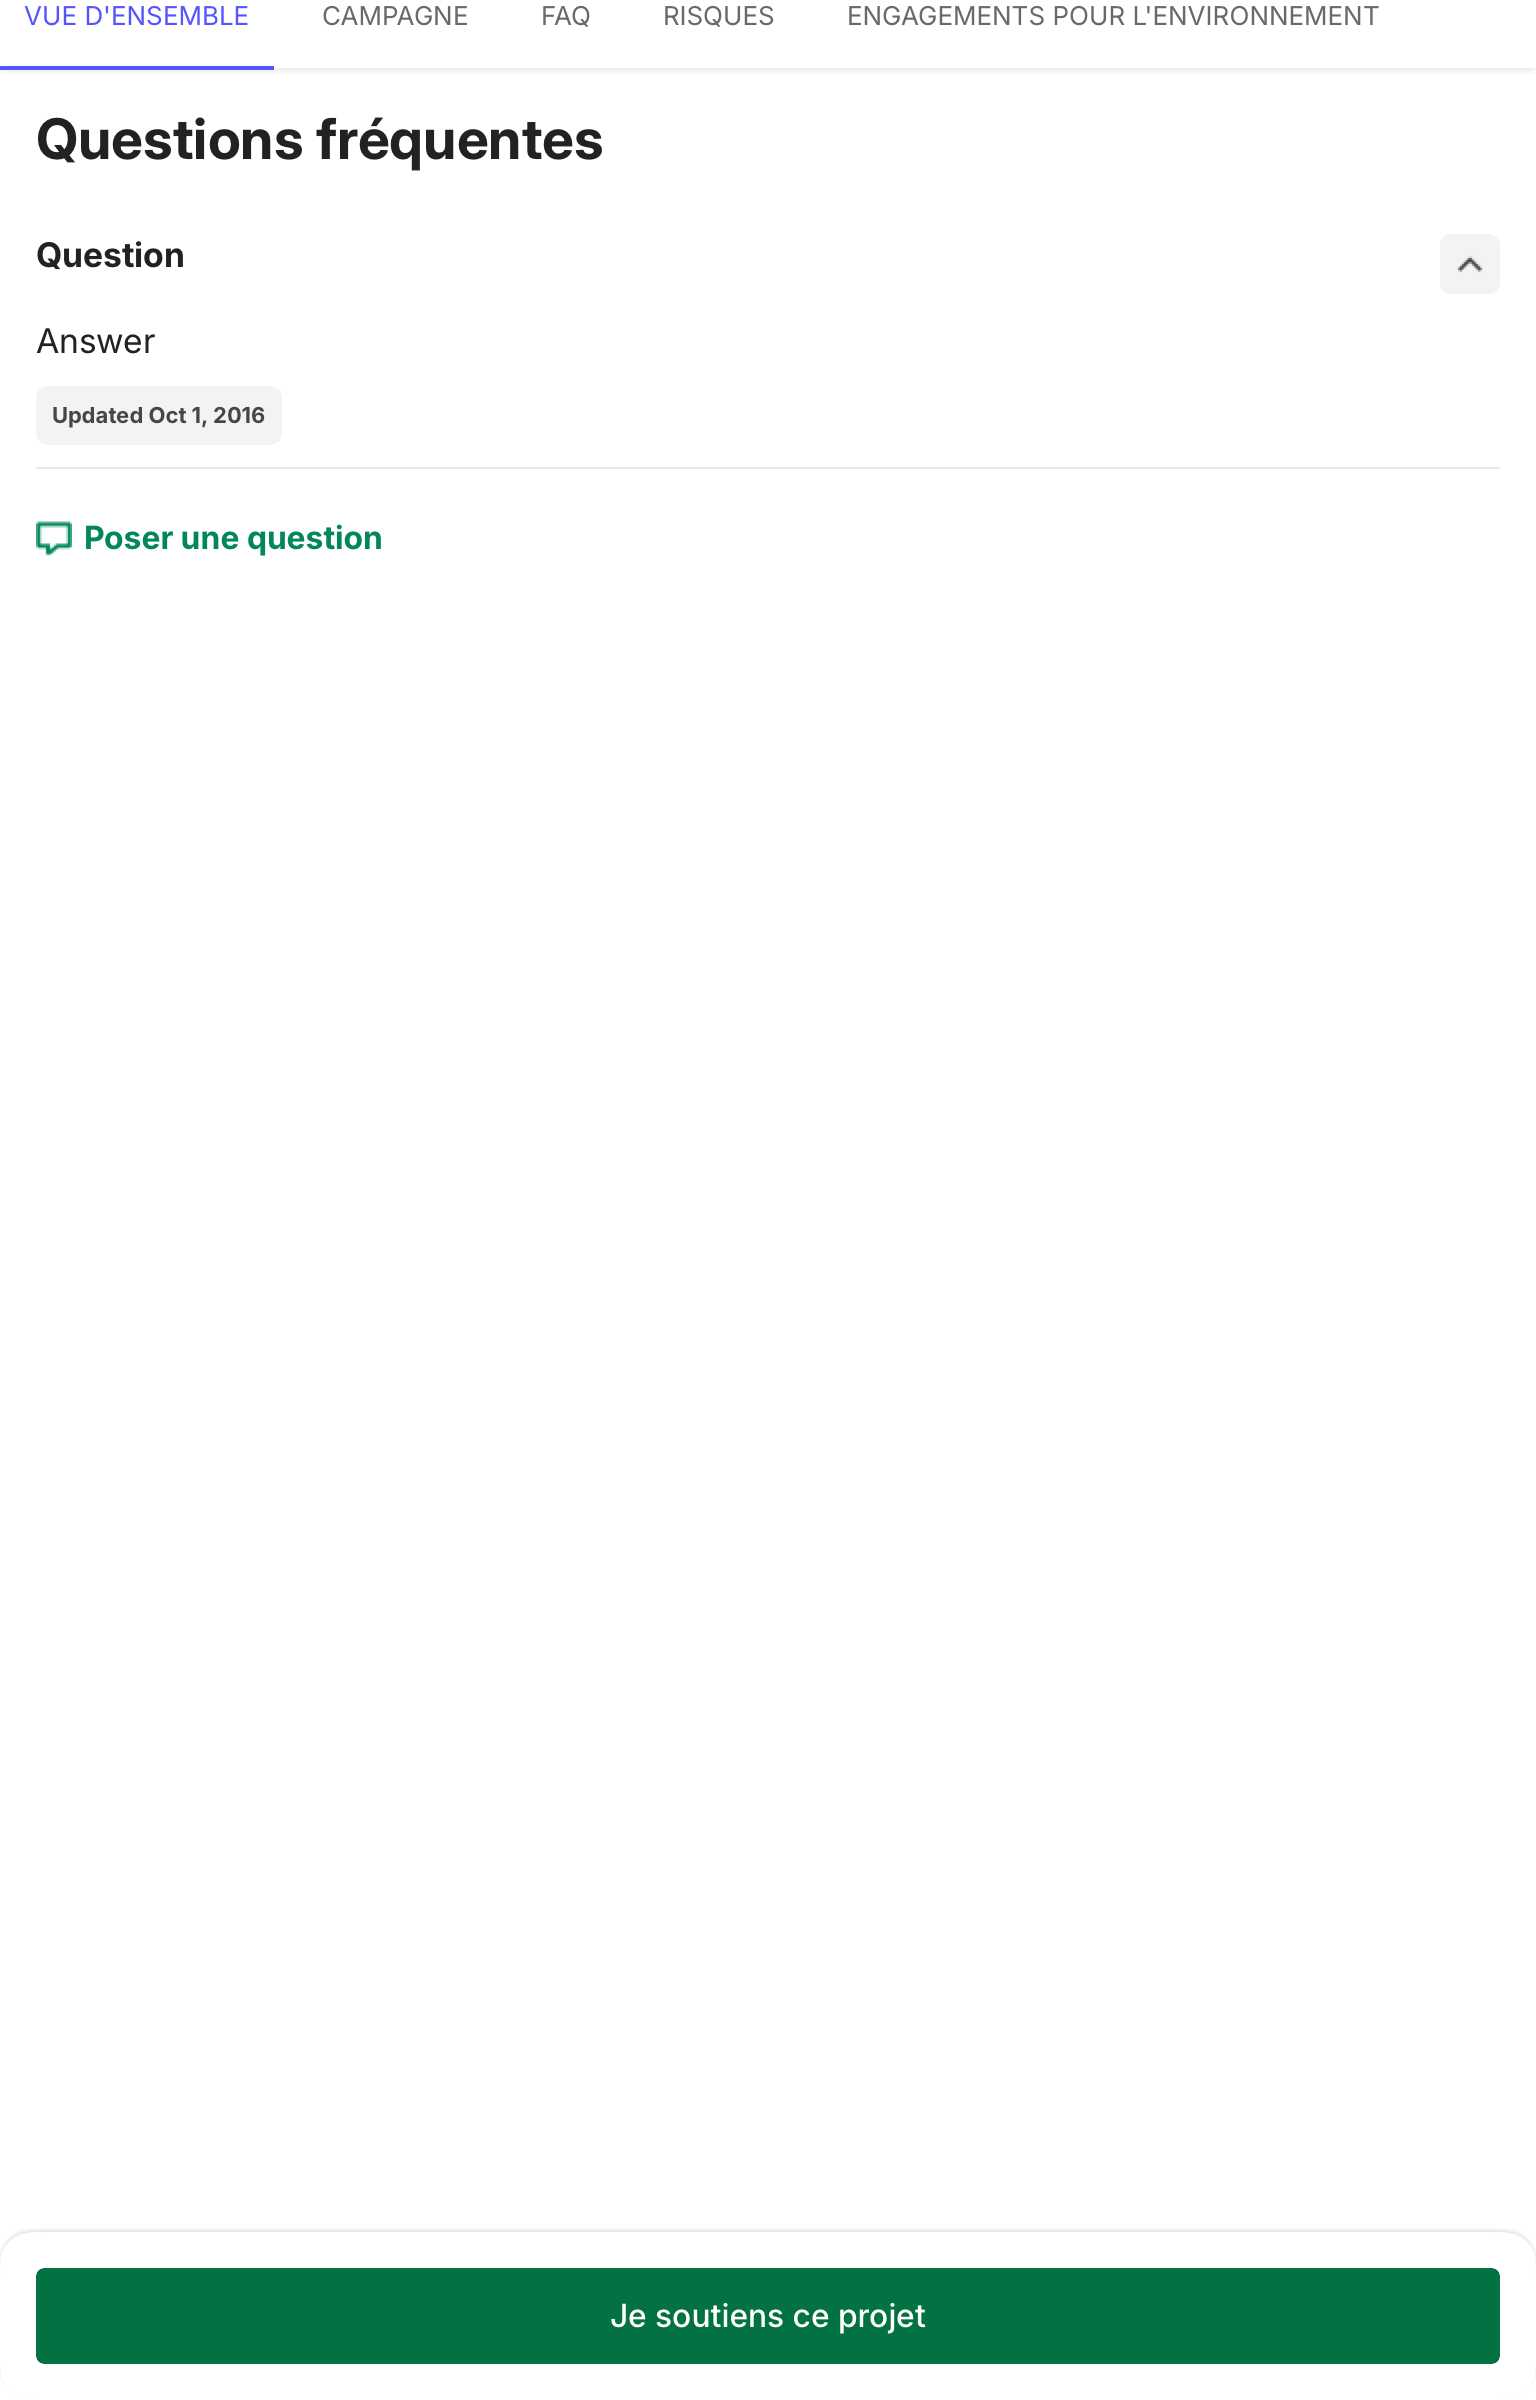 VUE D'ENSEMBLE CAMPAGNE FAQ RISQUES ENGAGEMENTS POUR L'ENVIRONNEMENT
Questions fréquentes
Question
Answer
Updated Oct 1, 2016
Poser une question
Je soutiens ce projet